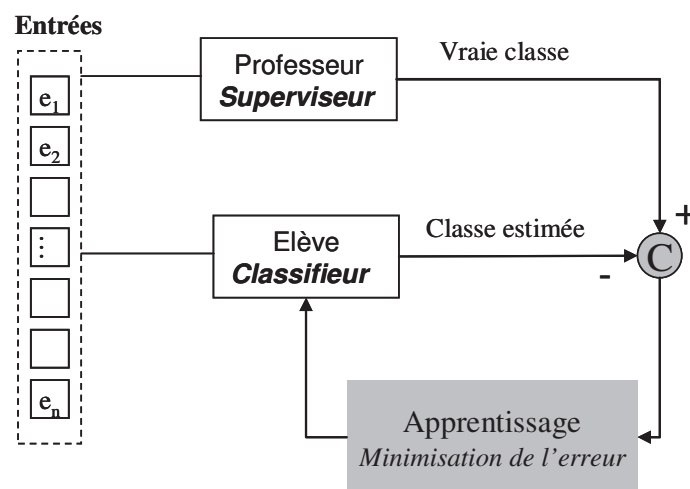 Entrées
e1
e2
⋮
en
Professeur
Superviseur
Vraie classe
Elève
Classifieur
Classe estimée
+
-
C
Apprentissage
Minimisation de l'erreur